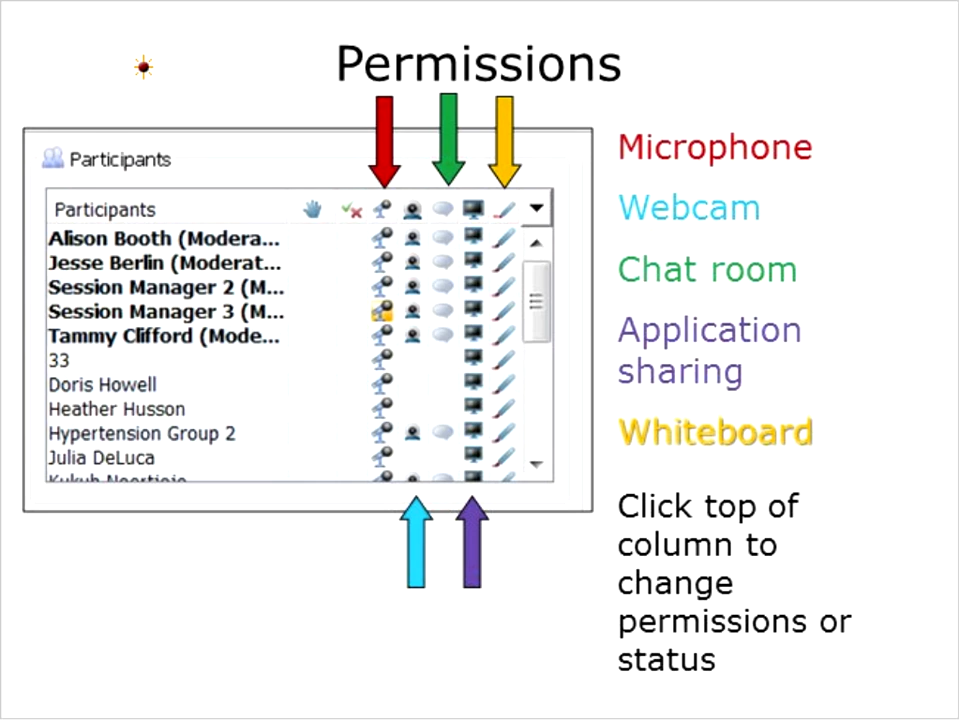 Permissions
Participants
Participants
Alison Booth (Modera...
Jesse Berlin (Moderat...
Session Manager 2 (M...
Session Manager 3 (M...
Tammy Clifford (Mode...
33
Doris Howell
Heather Husson
Hypertension Group 2
Julia DeLuca
Microphone
Webcam
Chat room
Application
sharing
Whiteboard
Click top of
column to
change
permissions or
status